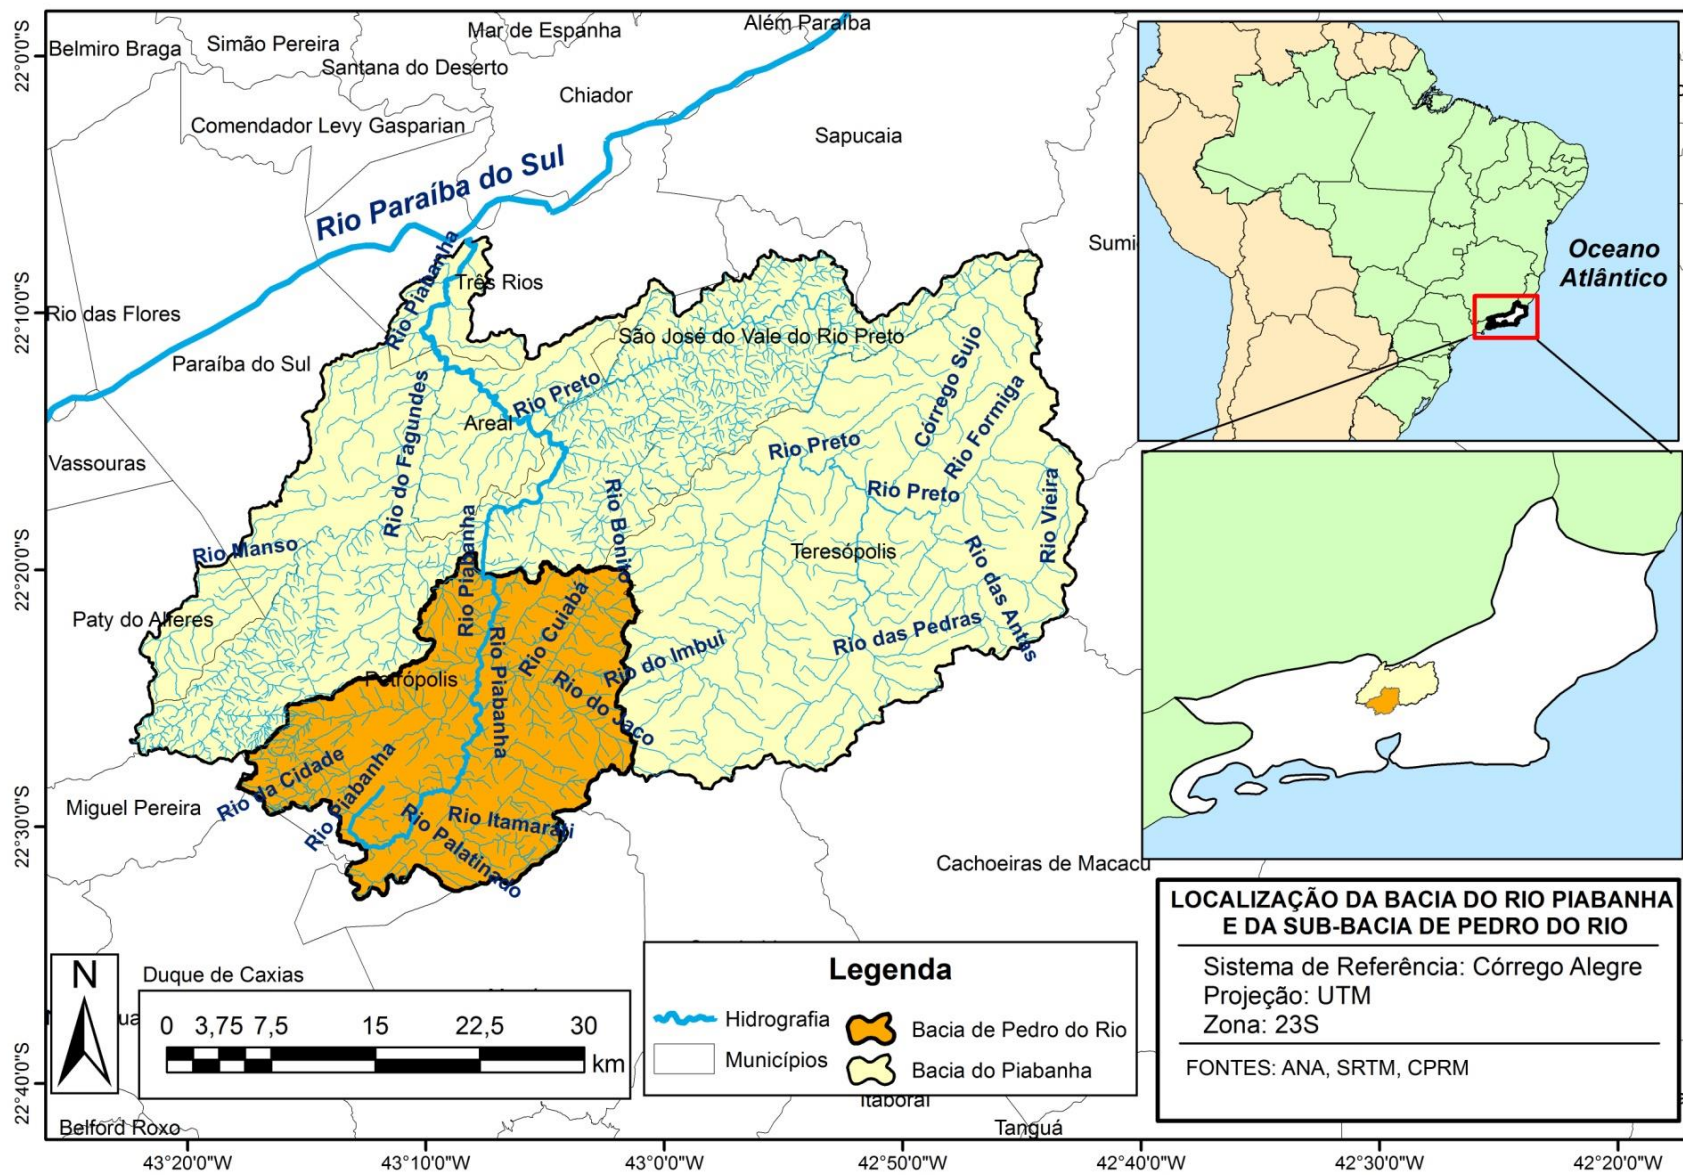 Belmiro Braga
Simão Pereira
Mar de Espanha
Além Paraíba
Santana do Deserto
Chiador
Comendador Levy Gasparian
Sapucaia
Rio Paraíba do Sul
Rio Piabanha
Três Rios
Rio das Flores
São José do Vale do Rio Preto
Paraíba do Sul
Rio Preto
Areal
Rio do Fagundes
Córrego Sujo
Rio Formiga
Rio Preto
Rio Preto
Vassouras
Rio Vieira
Rio Bonito
Rio Piabanha
Rio Manso
Teresópolis
Rio das Antas
Paty do Alferes
Rio Cuiabá
Rio Piabanha
Rio das Pedras
Rio do Imbui
Petrópolis
Rio do Jaco
Rio da Cidade
Rio Piabanha
Miguel Pereira
Rio Itamarati
Rio Palatinado
Cachoeiras de Macacu
Duque de Caxias
Itaboraí
Belford Roxo
Tanguá
Oceano
Atlântico
N
0 3,75 7,5 15 22,5 30
km
Legenda
Hidrografia
Municípios
Bacia de Pedro do Rio
Bacia do Piabanha
LOCALIZAÇÃO DA BACIA DO RIO PIABANHA
E DA SUB-BACIA DE PEDRO DO RIO
Sistema de Referência: Córrego Alegre
Projeção: UTM
Zona: 23S
FONTES: ANA, SRTM, CPRM
22°0'0"S
22°10'0"S
22°20'0"S
22°30'0"S
22°40'0"S
43°20'0"W 43°10'0"W 43°0'0"W 42°50'0"W 42°40'0"W 42°30'0"W 42°20'0"W